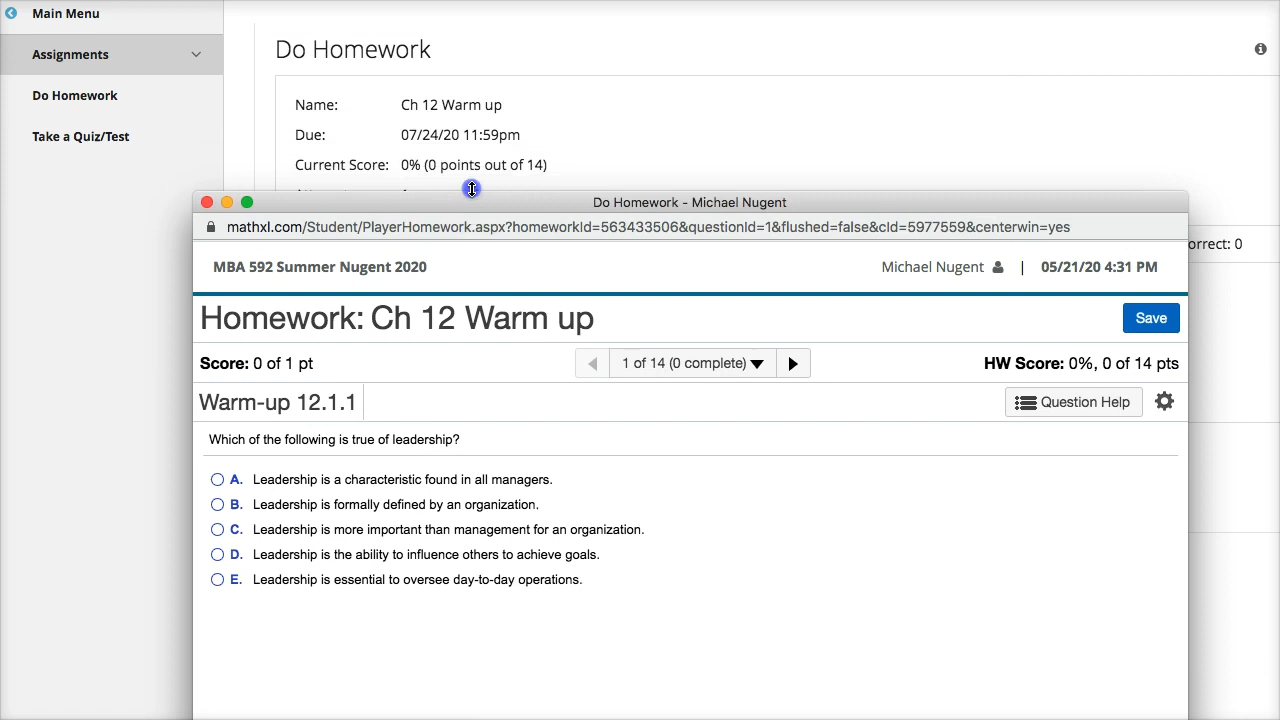 Main Menu
Assignments
Do Homework
Take a Quiz/Test
Do Homework
Name: Ch 12 Warm up
Due: 07/24/20 11:59pm
Current Score: 0% (0 points out of 14)
orrect: 0
Do Homework - Michael Nugent
mathxl.com/Student/PlayerHomework.aspx?homeworkId=563433506&questionId=1&flushed=false&cId=5977559&centerwin=yes
MBA 592 Summer Nugent 2020
Michael Nugent | 05/21/20 4:31 PM
Homework: Ch 12 Warm up
Save
Score: 0 of 1 pt
1 of 14 (0 complete)
HW Score: 0%, 0 of 14 pts
Warm-up 12.1.1
Question Help
Which of the following is true of leadership?
A. Leadership is a characteristic found in all managers.
B. Leadership is formally defined by an organization.
C. Leadership is more important than management for an organization.
D. Leadership is the ability to influence others to achieve goals.
E. Leadership is essential to oversee day-to-day operations.